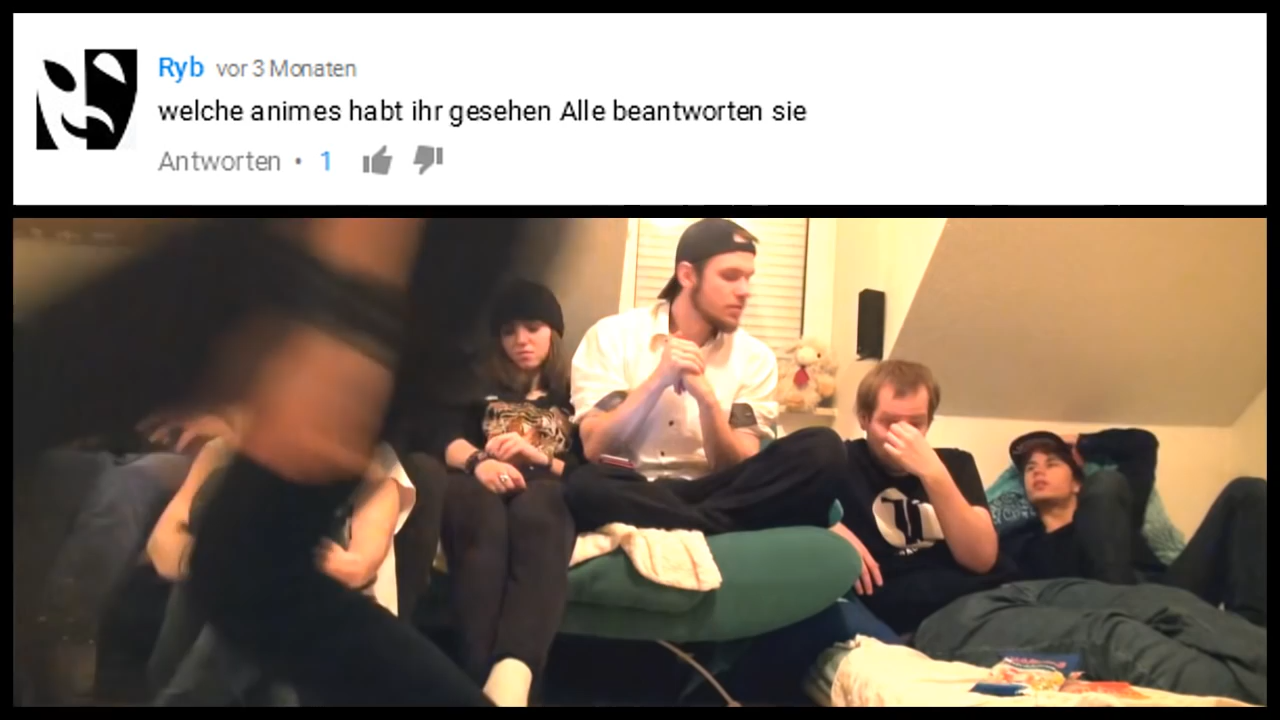 Ryb vor 3 Monaten
welche animes habt ihr gesehen Alle beantworten sie
Antworten • 1